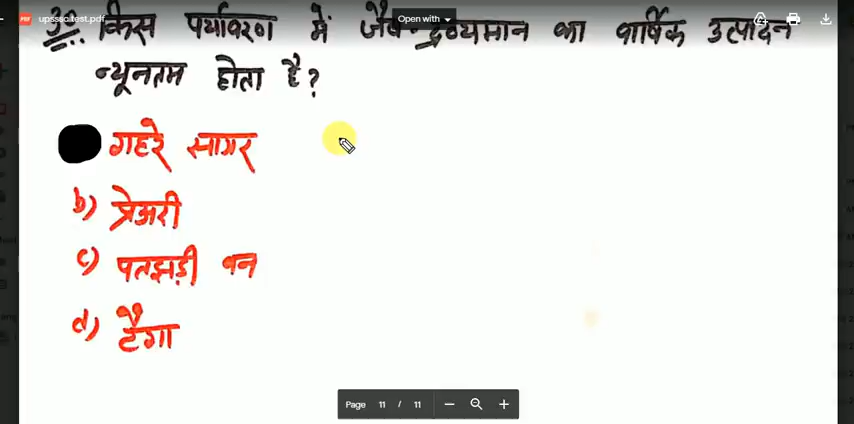 upsssc test.pdf
Open with
उ० किस पर्यावरण में जैव-द्रव्यमान का वार्षिक उत्पादन
न्यूनतम होता है?
गहरे सागर
b) प्रेअरी
c) पतझड़ी वन
d) टैगा
Page 11 / 11